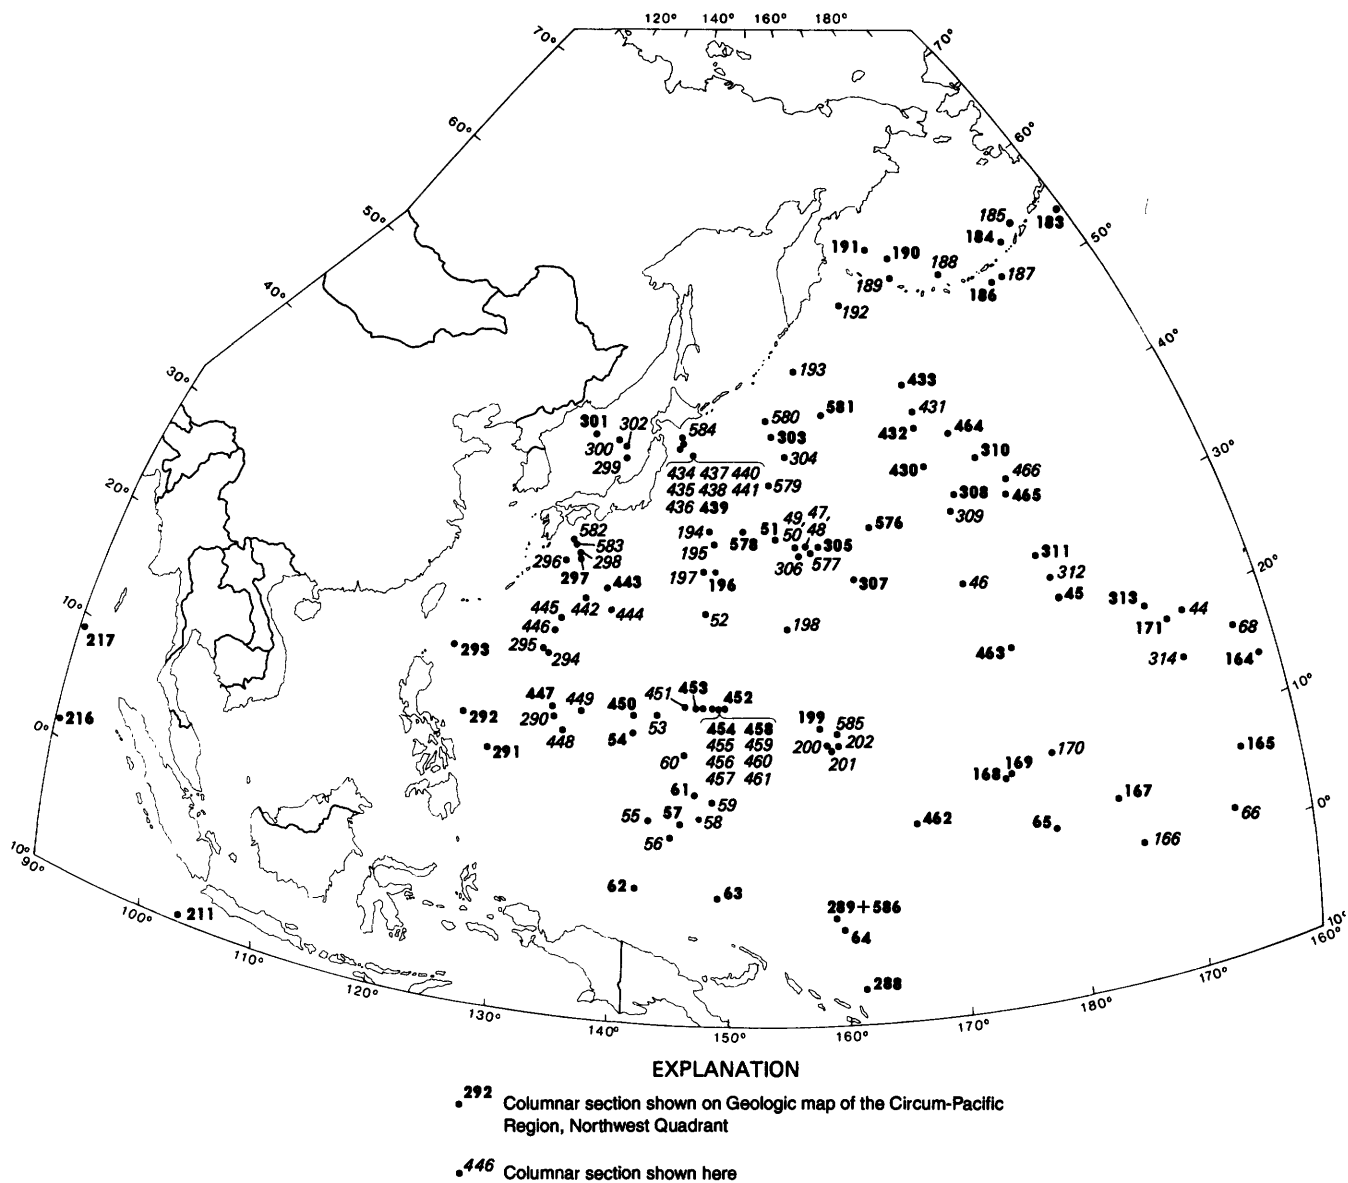 120° 140° 160° 180°
70° 70°
60° 60°
50° 50°
40° 40°
30° 30°
20° 20°
10° 10°
0° 0°
10° 10°
90° 160°
100° 110° 120° 130° 140° 150° 160° 170° 180° 170°
185 183
184
191 190 188 187
189 186
192
193 433
580 581 431
301 302 584 303 432 464
300 304 310
299 430 466
434 437 440
435 438 441 579 308 465
436 439 309
49, 47,
194 51 50 48 576
582 195 578 305
583 306 577 311
296 298 197 196 307 312
297 443 46 45
445 442 444 52 198 313 44
446 171 68
295 294 463 314 164
217 293
447 449 450 451 453 452 199 585
292 290 53 454 458 200 202
216 448 54 455 459 201
291 60 456 460 170 165
457 461 168 169
61 59 167
55 57 58 462 65 66
56 166
62 63
289+586
211 64
288
EXPLANATION
292 Columnar section shown on Geologic map of the Circum-Pacific
Region, Northwest Quadrant
446 Columnar section shown here